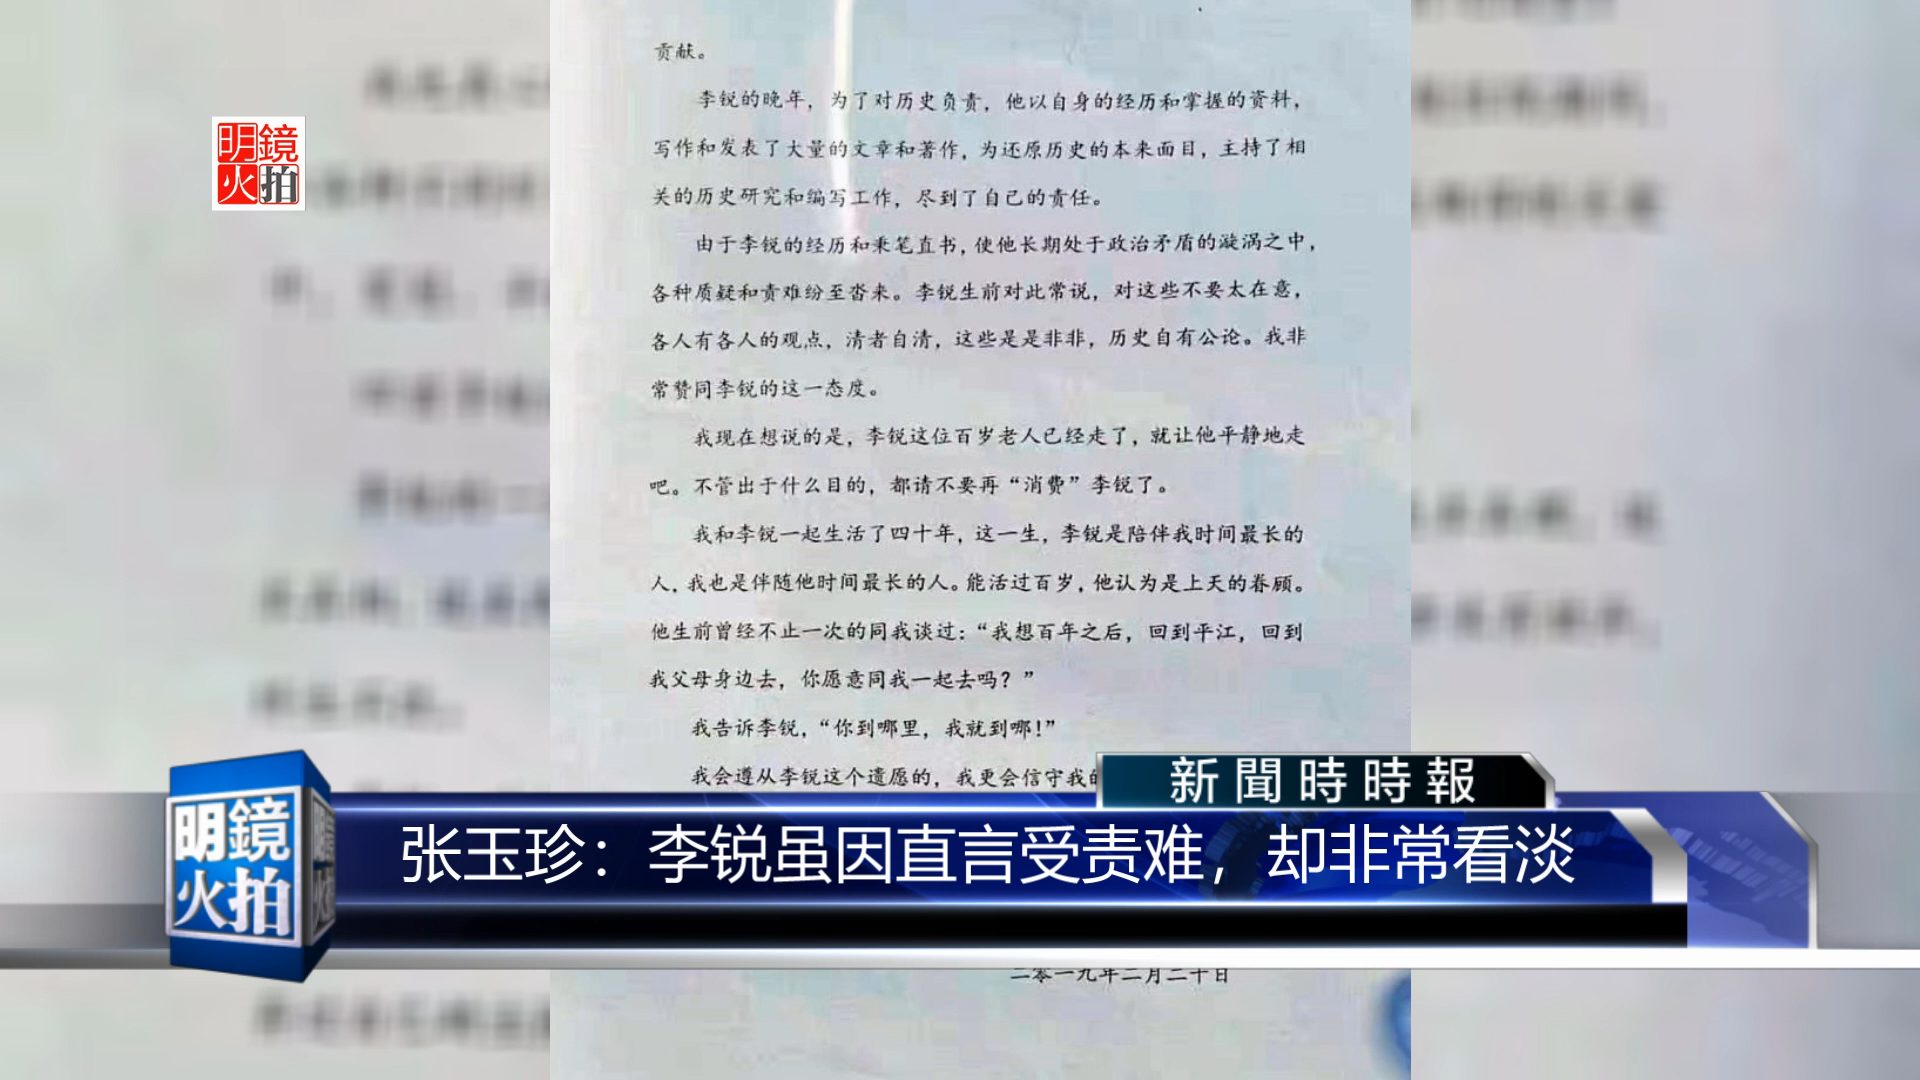 贡献。
李锐的晚年，为了对历史负责，他以自身的经历和掌握的资料，
写作和发表了大量的文章和著作，为还原历史的本来面目，主持了相
关的历史研究和编写工作，尽到了自己的责任。
由于李锐的经历和秉笔直书，使他长期处于政治矛盾的漩涡之中，
各种质疑和责难纷至沓来。李锐生前对此常说，对这些不要太在意，
各人有各人的观点，清者自清，这些是是非非，历史自有公论。我非
常赞同李锐的这一态度。
我现在想说的是，李锐这位百岁老人已经走了，就让他平静地走
吧。不管出于什么目的，都请不要再“消费”李锐了。
我和李锐一起生活了四十年，这一生，李锐是陪伴我时间最长的
人，我也是伴随他时间最长的人。能活过百岁，他认为是上天的眷顾。
他生前曾经不止一次的同我谈过：“我想百年之后，回到平江，回到
我父母身边去，你愿意同我一起去吗？”
我告诉李锐，“你到哪里，我就到哪！”
我会遵从李锐这个遗愿的，我更会信守我的
二零一九年二月二十日
明鏡
火拍
新聞時時報
明鏡
火拍
张玉珍：李锐虽因直言受责难，却非常看淡